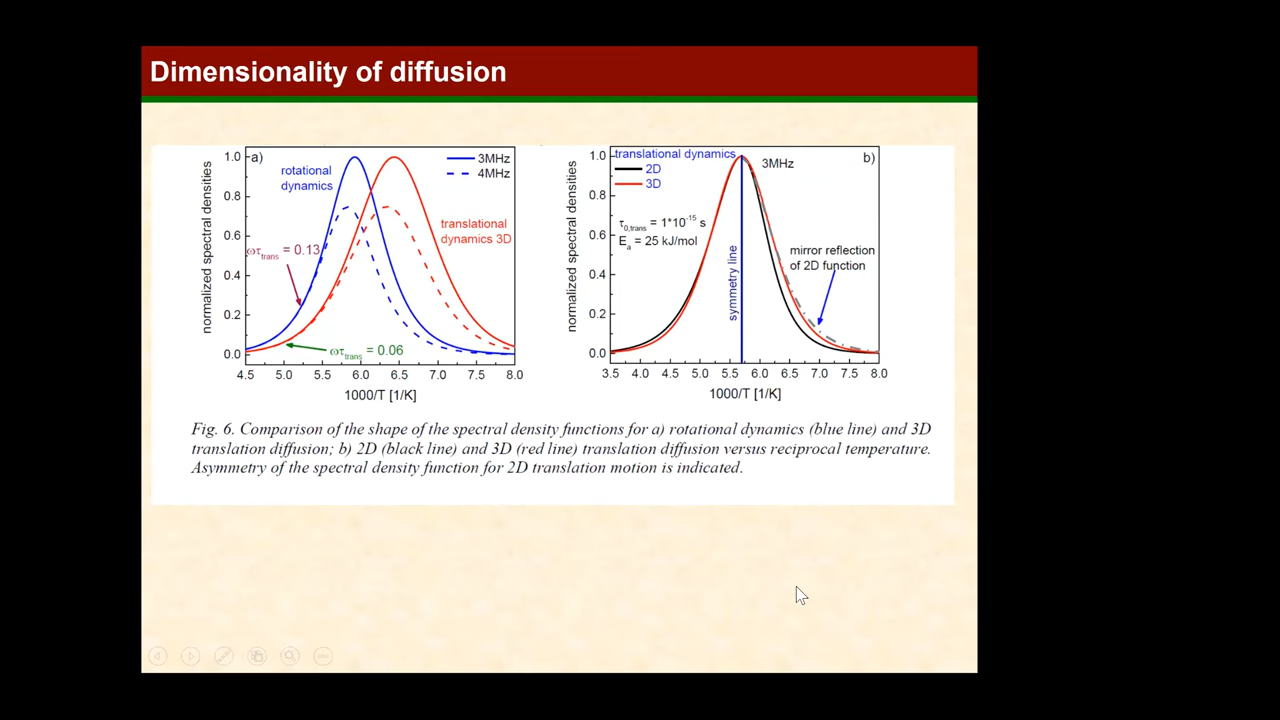 Dimensionality of diffusion
normalized spectral densities
1.0
0.8
0.6
0.4
0.2
0.0
a)
rotational
dynamics
3MHz
4MHz
translational
dynamics 3D
ωτtrans = 0.13
ωτtrans = 0.06
4.5 5.0 5.5 6.0 6.5 7.0 7.5 8.0
1000/T [1/K]
normalized spectral densities
1.0
0.8
0.6
0.4
0.2
0.0
translational dynamics
2D
3D
3MHz
b)
τ0,trans = 1*10-15 s
Ea = 25 kJ/mol
symmetry line
mirror reflection
of 2D function
3.5 4.0 4.5 5.0 5.5 6.0 6.5 7.0 7.5 8.0
1000/T [1/K]
Fig. 6. Comparison of the shape of the spectral density functions for a) rotational dynamics (blue line) and 3D
translation diffusion; b) 2D (black line) and 3D (red line) translation diffusion versus reciprocal temperature.
Asymmetry of the spectral density function for 2D translation motion is indicated.